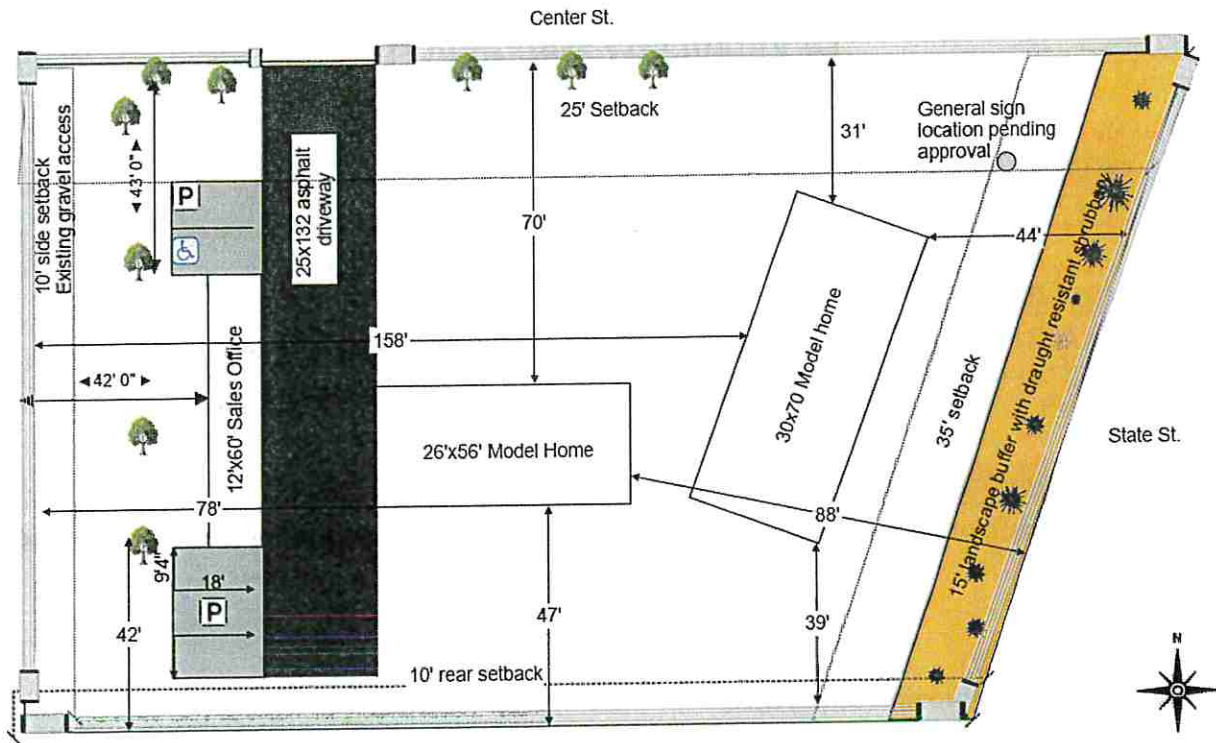 Center St.
10' side setback
Existing gravel access
43' 0"
P
25x132 asphalt
driveway
25' Setback
70'
31'
General sign
location pending
approval
44'
158'
42' 0"
12'x60' Sales Office
26'x56' Model Home
30x70 Model home
35' setback
15' landscape buffer with draught resistant shrubbery
State St.
78'
88'
9'4"
18'
P
42'
47'
39'
10' rear setback
N